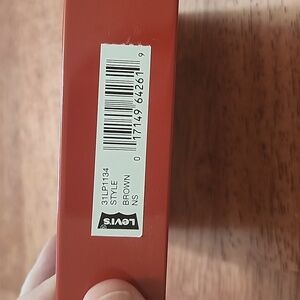 31LP1134
STYLE
BROWN
NS
0 17149 64261 9
LEVI'S